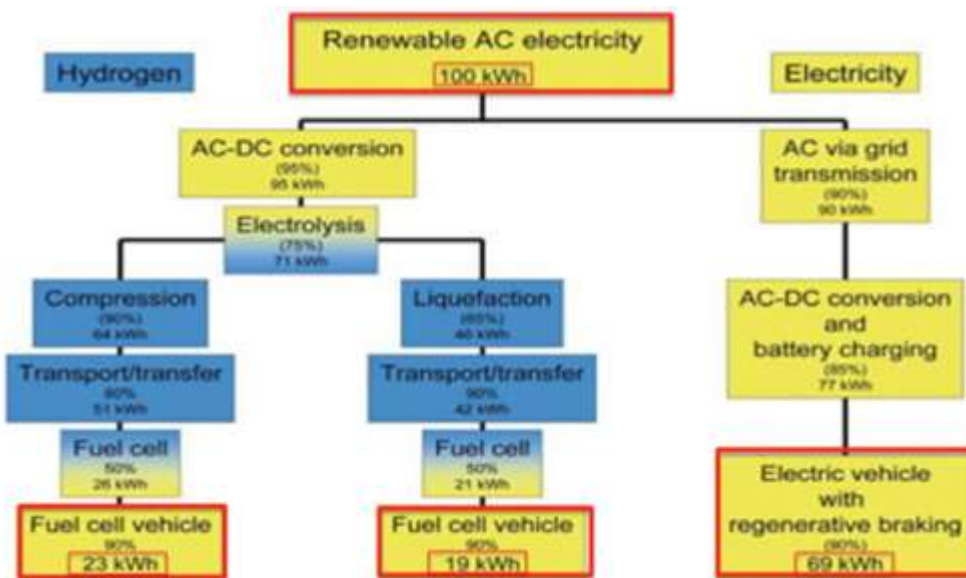 Renewable AC electricity
100 kWh
Hydrogen
Electricity
AC-DC conversion
(95%)
95 kWh
AC via grid
transmission
(90%)
90 kWh
Electrolysis
(75%)
71 kWh
Compression
(90%)
64 kWh
Liquefaction
(65%)
46 kWh
AC-DC conversion
and
battery charging
(85%)
77 kWh
Transport/transfer
80%
51 kWh
Transport/transfer
90%
42 kWh
Fuel cell
50%
26 kWh
Fuel cell
50%
21 kWh
Electric vehicle
with
regenerative braking
(90%)
69 kWh
Fuel cell vehicle
90%
23 kWh
Fuel cell vehicle
90%
19 kWh